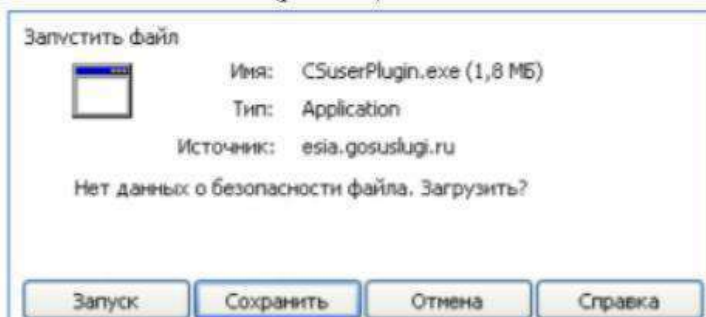 Запустить файл
Имя: CSuserPlugin.exe (1,8 МБ)
Тип: Application
Источник: esia.gosuslugi.ru
Нет данных о безопасности файла. Загрузить?
Запуск Сохранить Отмена Справка